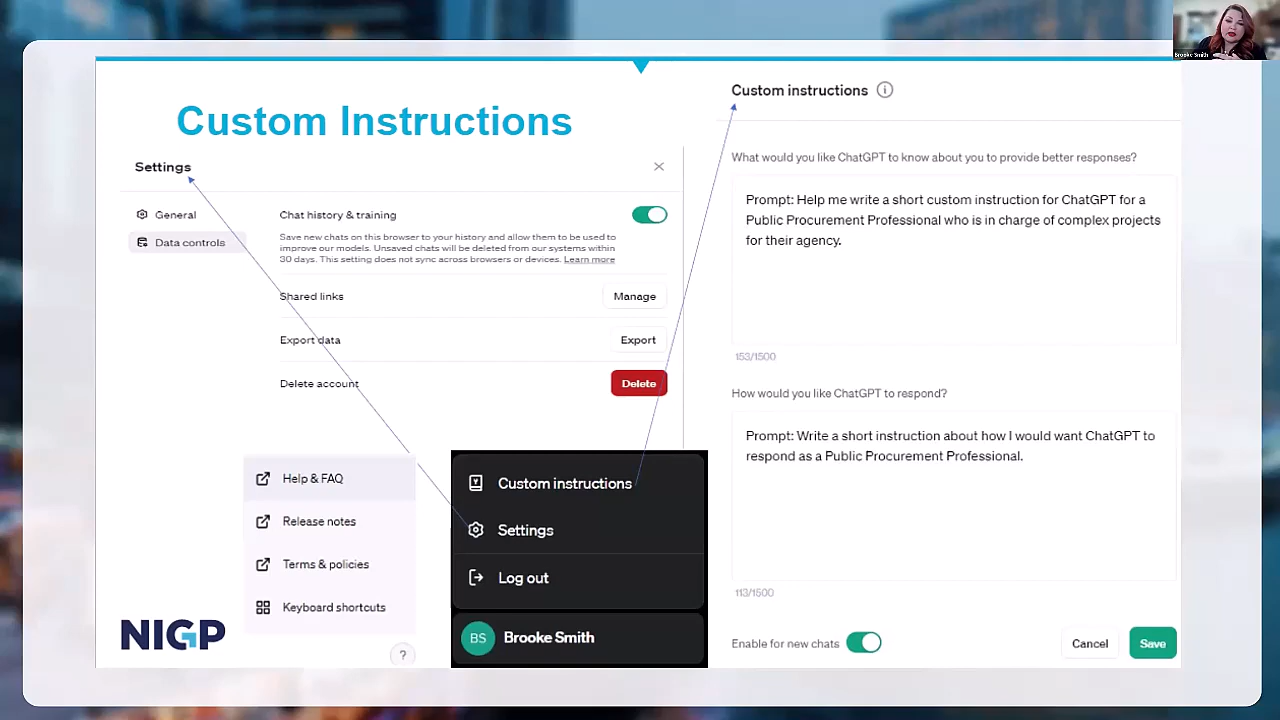 Brooke Smith
Custom Instructions
Settings
General
Data controls
Chat history & training
Save new chats on this browser to your history and allow them to be used to
improve our models. Unsaved chats will be deleted from our systems within
30 days. This setting does not sync across browsers or devices. Learn more
Shared links
Manage
Export data
Export
Delete account
Delete
Help & FAQ
Release notes
Terms & policies
Keyboard shortcuts
?
Custom instructions
Settings
Log out
BS
Brooke Smith
NIGP
Custom instructions
What would you like ChatGPT to know about you to provide better responses?
Prompt: Help me write a short custom instruction for ChatGPT for a
Public Procurement Professional who is in charge of complex projects
for their agency.
153/1500
How would you like ChatGPT to respond?
Prompt: Write a short instruction about how I would want ChatGPT to
respond as a Public Procurement Professional.
113/1500
Enable for new chats
Cancel
Save